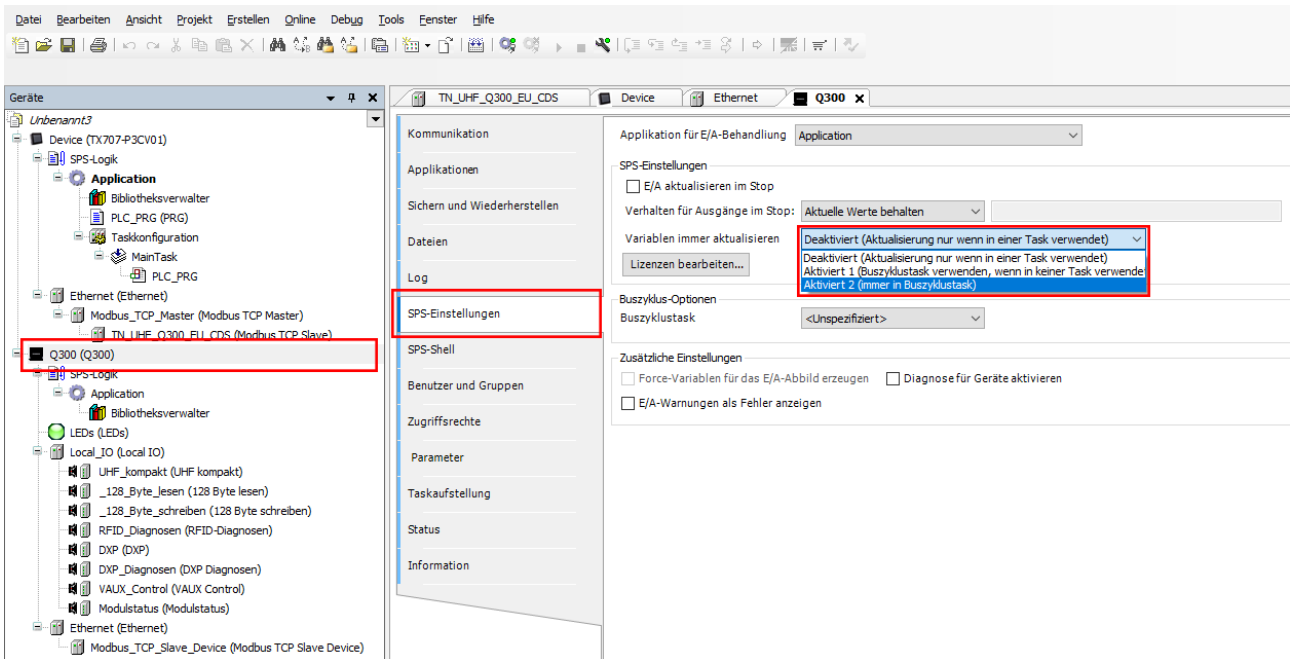 Datei Bearbeiten Ansicht Projekt Erstellen Online Debug Tools Fenster Hilfe
Geräte
Unbenannt3
Device (TX707-P3CV01)
SPS-Logik
Application
Bibliotheksverwalter
PLC_PRG (PRG)
Taskkonfiguration
MainTask
PLC_PRG
Ethernet (Ethernet)
Modbus_TCP_Master (Modbus TCP Master)
TN_UHF_Q300_EU_CDS (Modbus TCP Slave)
Q300 (Q300)
SPS-Logik
Application
Bibliotheksverwalter
LEDs (LEDs)
Local_IO (Local IO)
UHF_kompakt (UHF kompakt)
_128_Byte_lesen (128 Byte lesen)
_128_Byte_schreiben (128 Byte schreiben)
RFID_Diagnosen (RFID-Diagnosen)
DXP (DXP)
DXP_Diagnosen (DXP Diagnosen)
VAUX_Control (VAUX Control)
Modulstatus (Modulstatus)
Ethernet (Ethernet)
Modbus_TCP_Slave_Device (Modbus TCP Slave Device)
TN_UHF_Q300_EU_CDS Device Ethernet Q300
Kommunikation
Applikationen
Sichern und Wiederherstellen
Dateien
Log
SPS-Einstellungen
SPS-Shell
Benutzer und Gruppen
Zugriffsrechte
Parameter
Taskaufstellung
Status
Information
Applikation für E/A-Behandliung Application
SPS-Einstellungen
E/A aktualisieren im Stop
Verhalten für Ausgänge im Stop: Aktuelle Werte behalten
Variablen immer aktualisieren Deaktiviert (Aktualisierung nur wenn in einer Task verwendet)
Deaktiviert (Aktualisierung nur wenn in einer Task verwendet)
Lizenzen bearbeiten... Aktiviert 1 (Buszyklustask verwenden, wenn in keiner Task verwendet
Aktiviert 2 (immer in Buszyklustask)
Buszyklus-Optionen
Buszyklustask <Unspezifiziert>
Zusätzliche Einstellungen
Force-Variablen für das E/A-Abbild erzeugen Diagnose für Geräte aktivieren
E/A-Warnungen als Fehler anzeigen